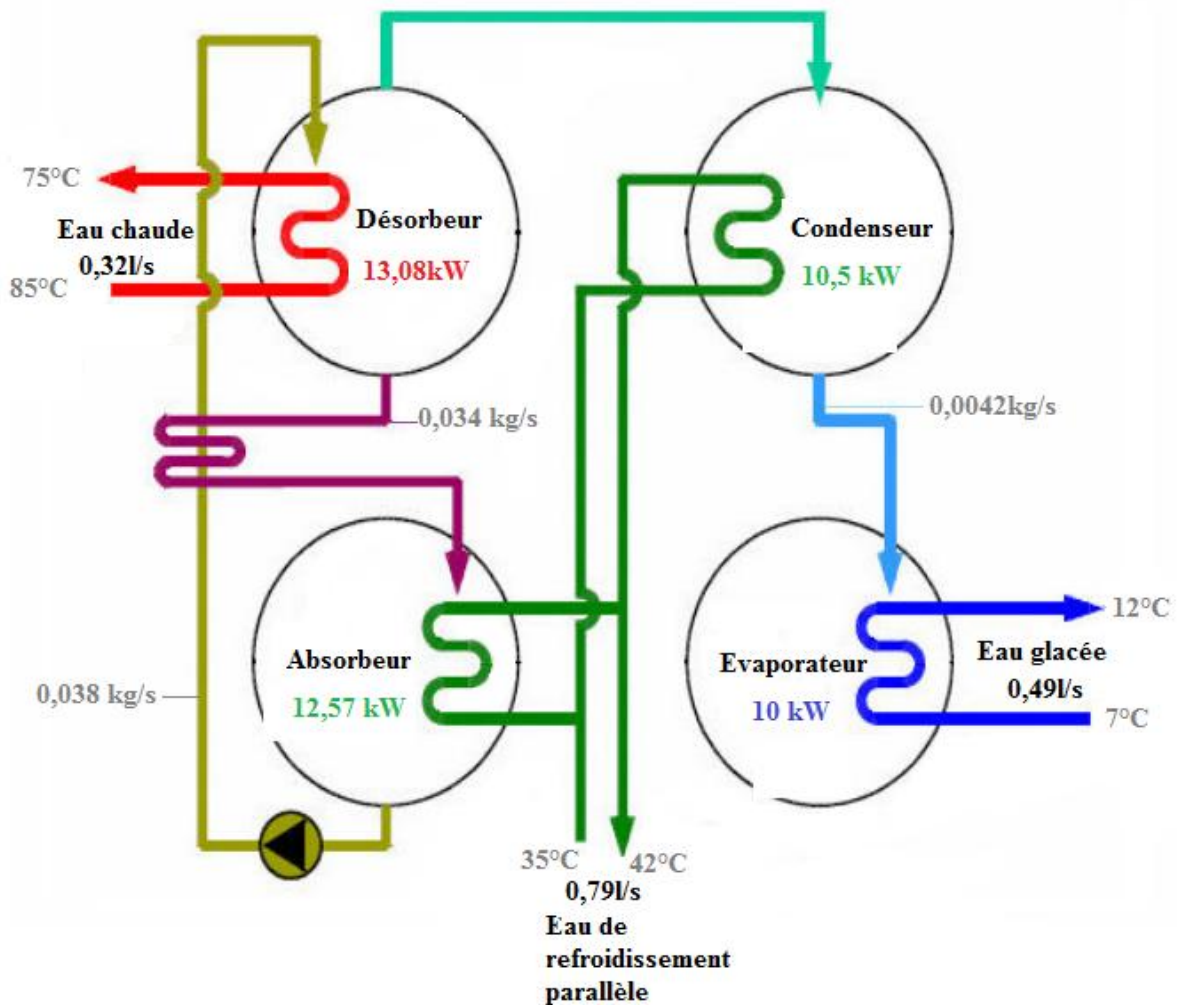 75°C
Eau chaude
0,32l/s
85°C
Désorbeur
13,08kW
Condenseur
10,5 kW
0,034 kg/s
0,0042kg/s
Absorbeur
12,57 kW
Evaporateur
10 kW
12°C
Eau glacée
0,49l/s
7°C
0,038 kg/s
35°C
42°C
0,79l/s
Eau de
refroidissement
parallèle